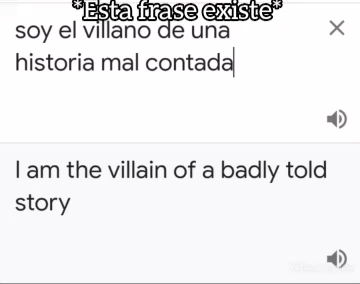 *Esta frase existe*
soy el villano de una
historia mal contada
I am the villain of a badly told
story